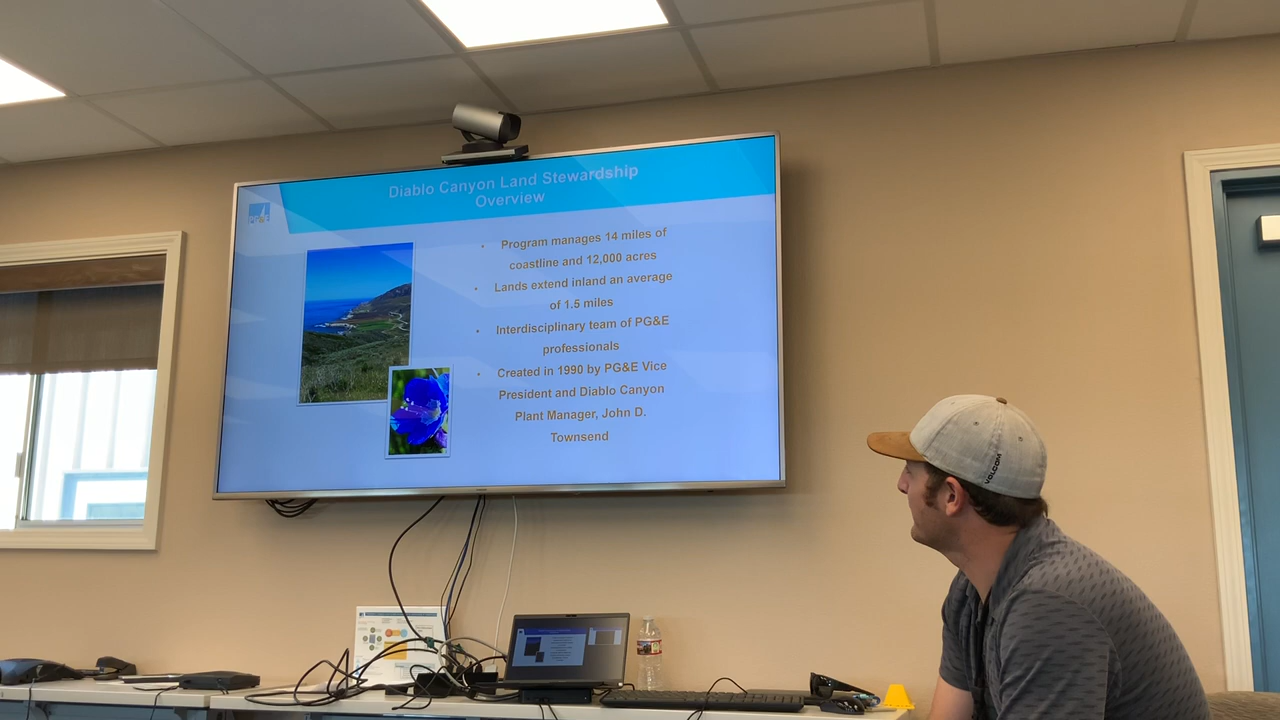 Diablo Canyon Land Stewardship
Overview
PG&E
• Program manages 14 miles of
coastline and 12,000 acres
• Lands extend inland an average
of 1.5 miles
• Interdisciplinary team of PG&E
professionals
• Created in 1990 by PG&E Vice
President and Diablo Canyon
Plant Manager, John D.
Townsend
VOLCOM